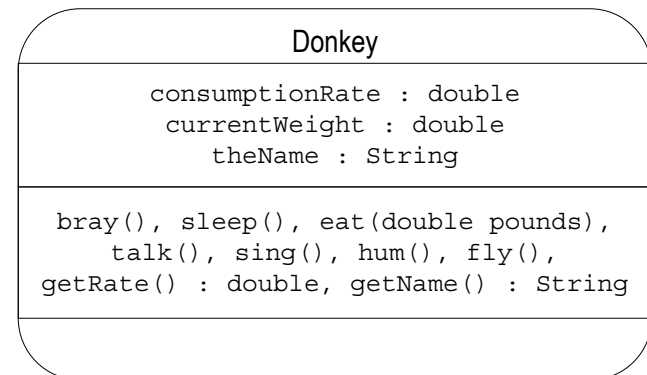 Donkey
consumptionRate : double
currentWeight : double
theName : String
bray(), sleep(), eat(double pounds),
talk(), sing(), hum(), fly(),
getRate() : double, getName() : String